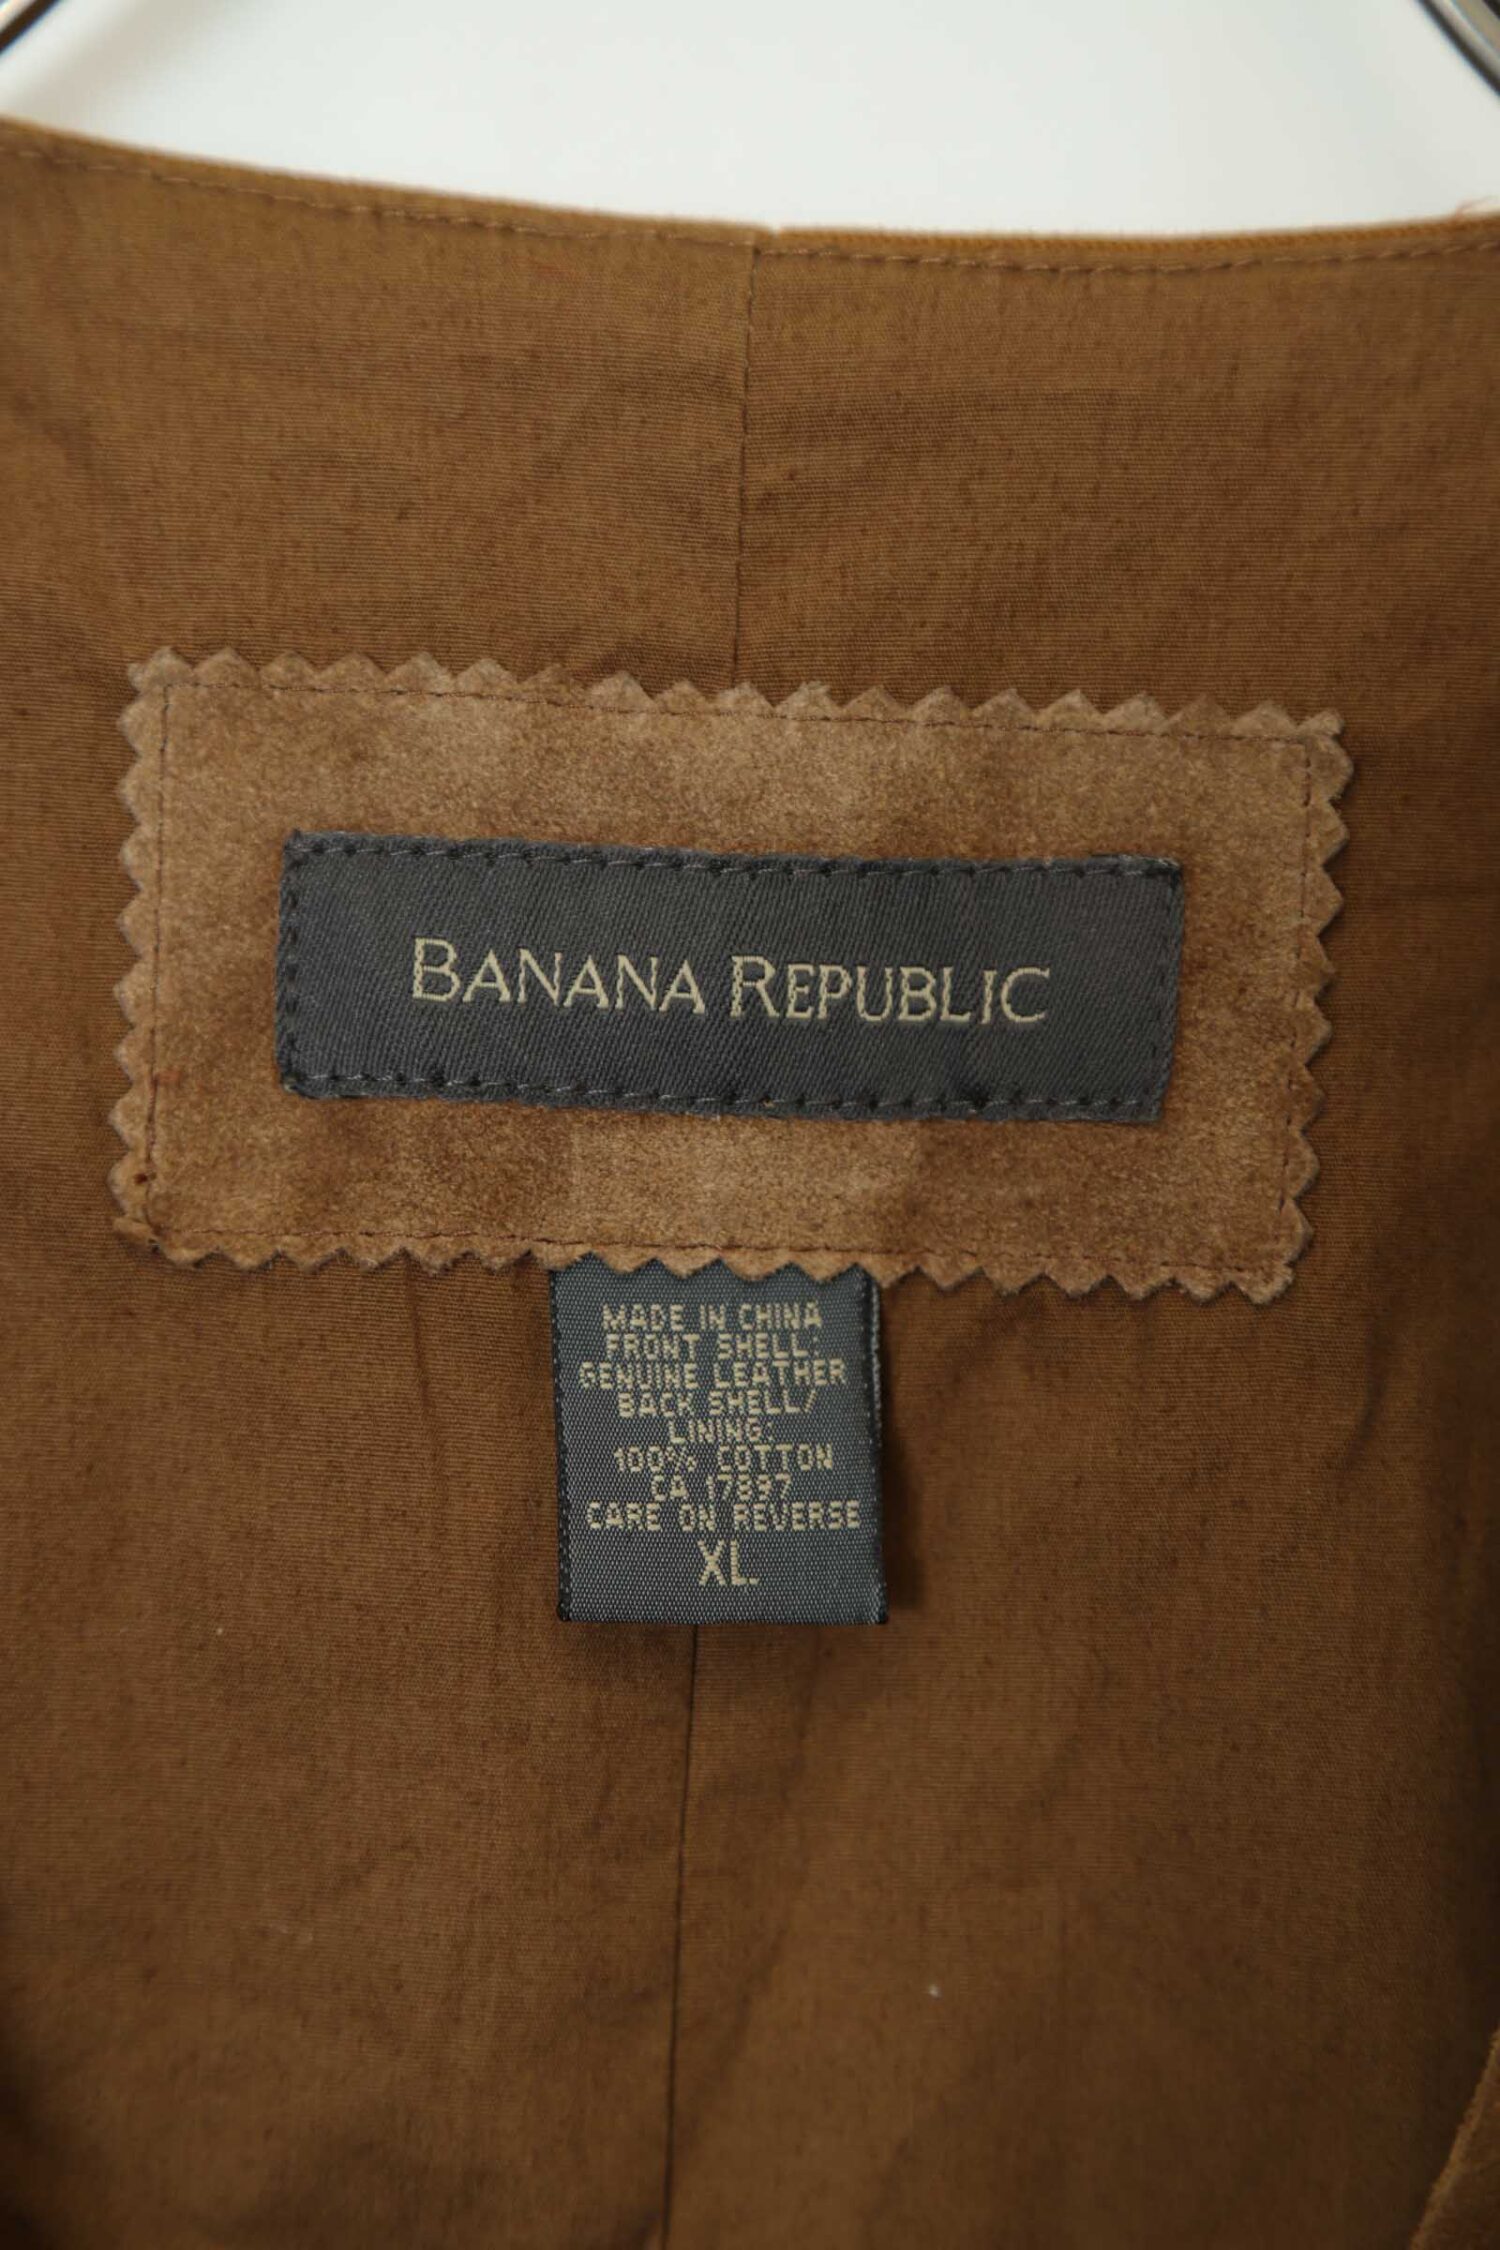 BANANA REPUBLIC
MADE IN CHINA
FRONT SHELL:
GENUINE LEATHER
BACK SHELL/
LINING:
100% COTTON
CA 17897
CARE ON REVERSE
XL.